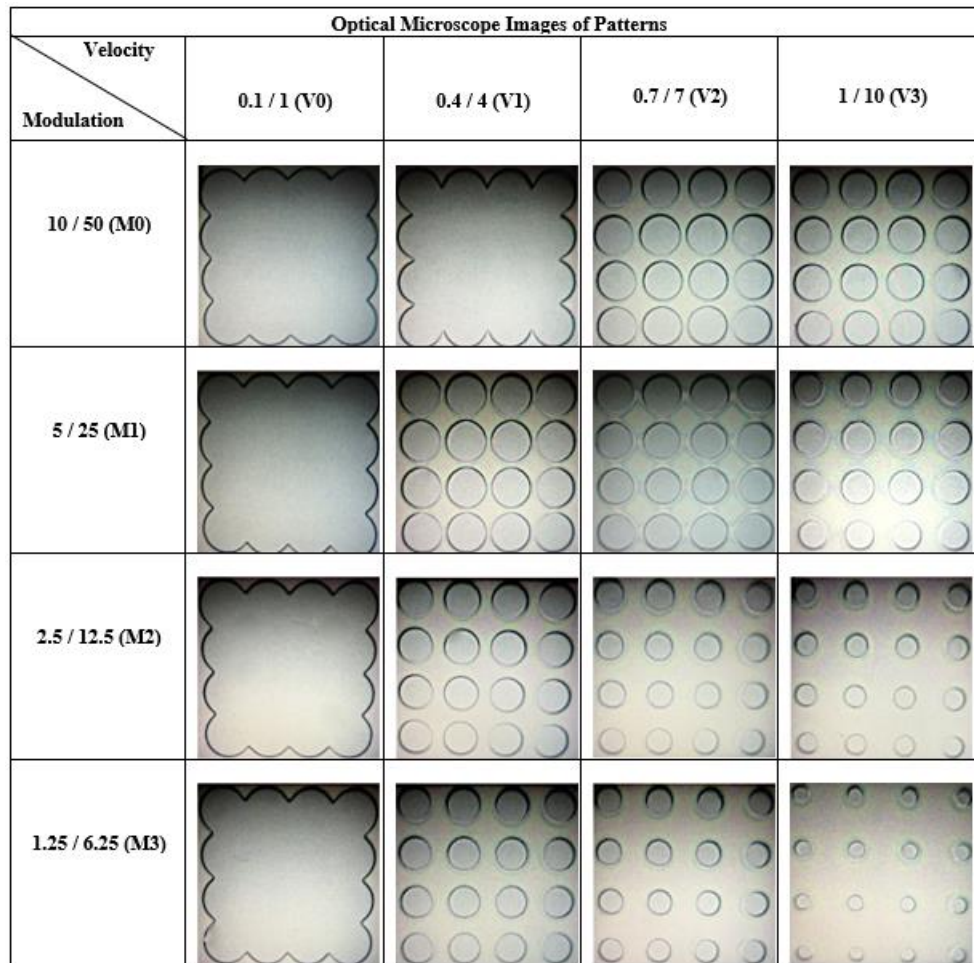 Optical Microscope Images of Patterns
Velocity
Modulation
0.1 / 1 (V0)
0.4 / 4 (V1)
0.7 / 7 (V2)
1 / 10 (V3)
10 / 50 (M0)
5 / 25 (M1)
2.5 / 12.5 (M2)
1.25 / 6.25 (M3)